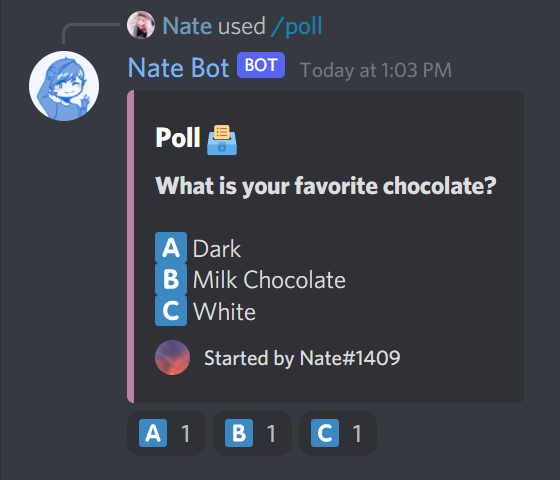 Nate used /poll
Nate Bot BOT Today at 1:03 PM
Poll
What is your favorite chocolate?
A Dark
B Milk Chocolate
C White
Started by Nate#1409
A 1 B 1 C 1